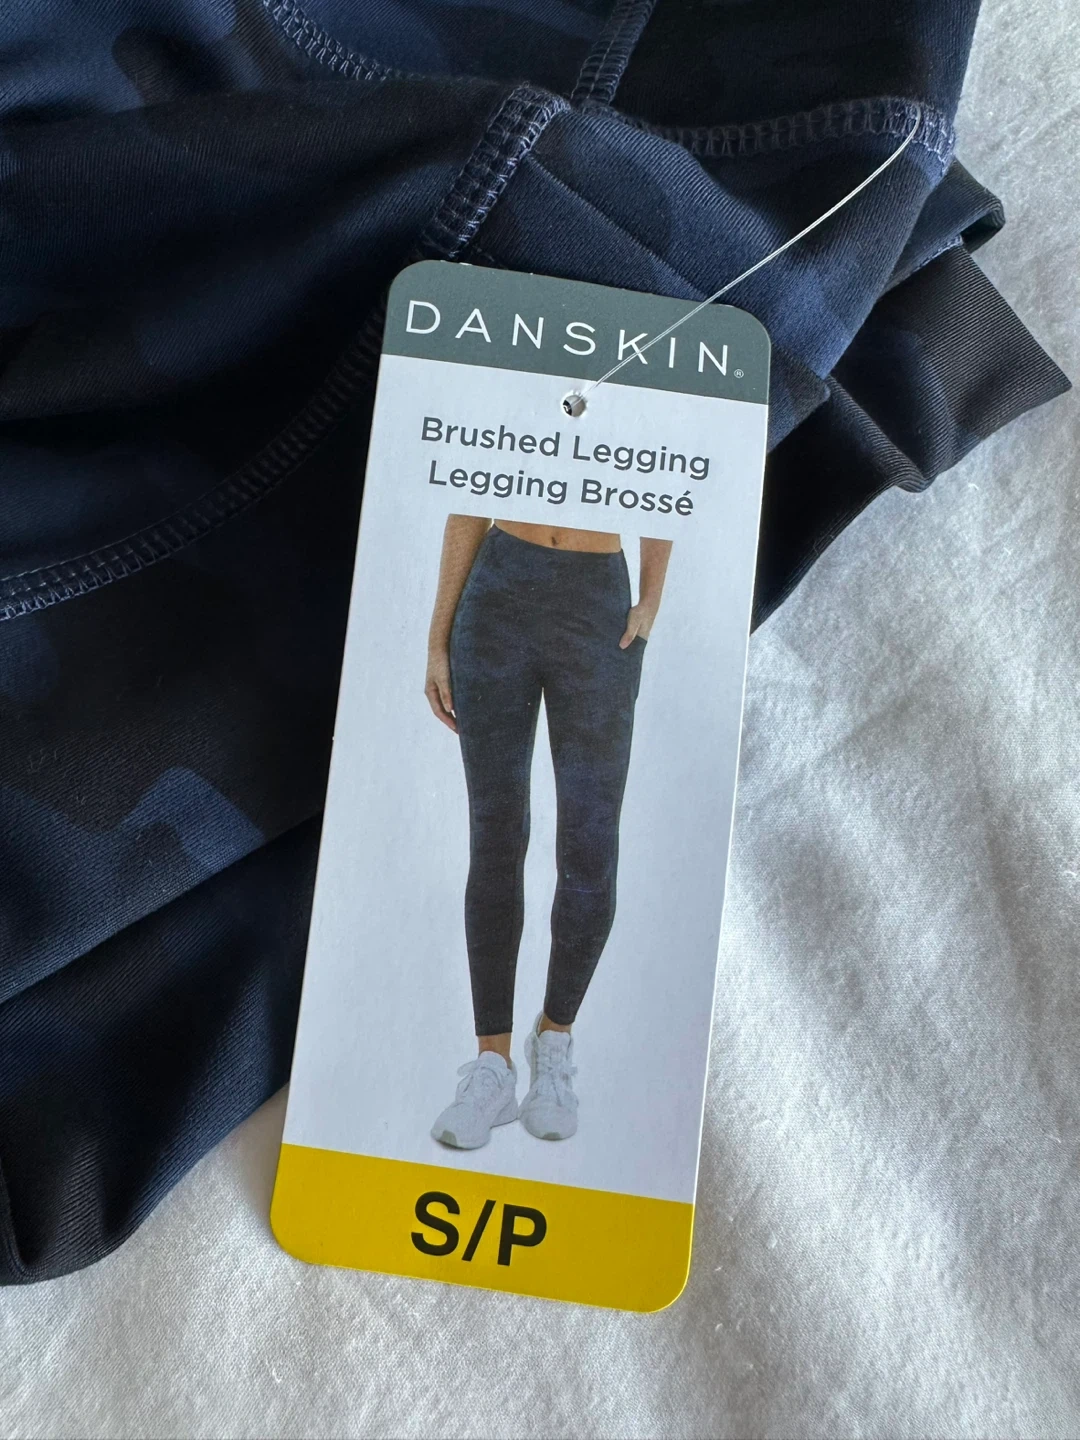 DANSKIN®
Brushed Legging
Legging Brossé
S/P